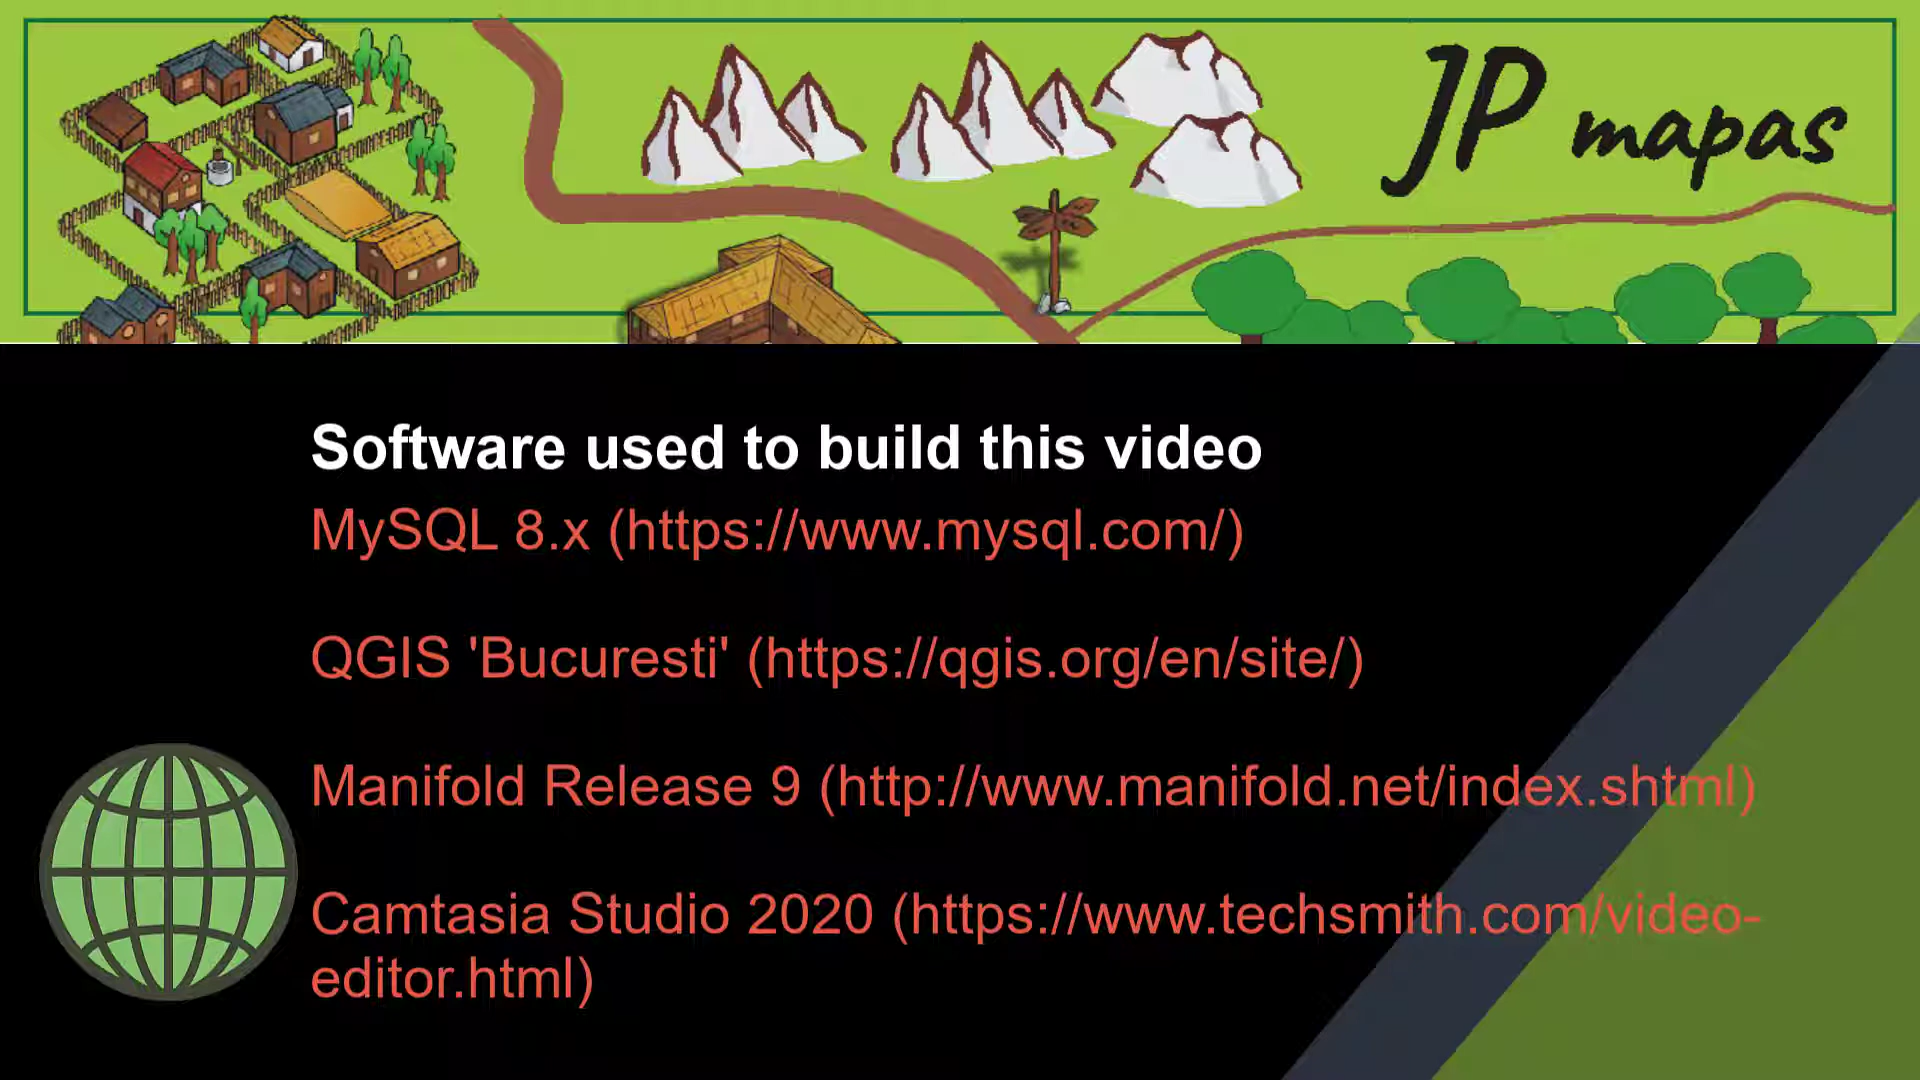 JP mapas
Software used to build this video
MySQL 8.x (https://www.mysql.com/)
QGIS 'Bucuresti' (https://qgis.org/en/site/)
Manifold Release 9 (http://www.manifold.net/index.shtml)
Camtasia Studio 2020 (https://www.techsmith.com/video-
editor.html)